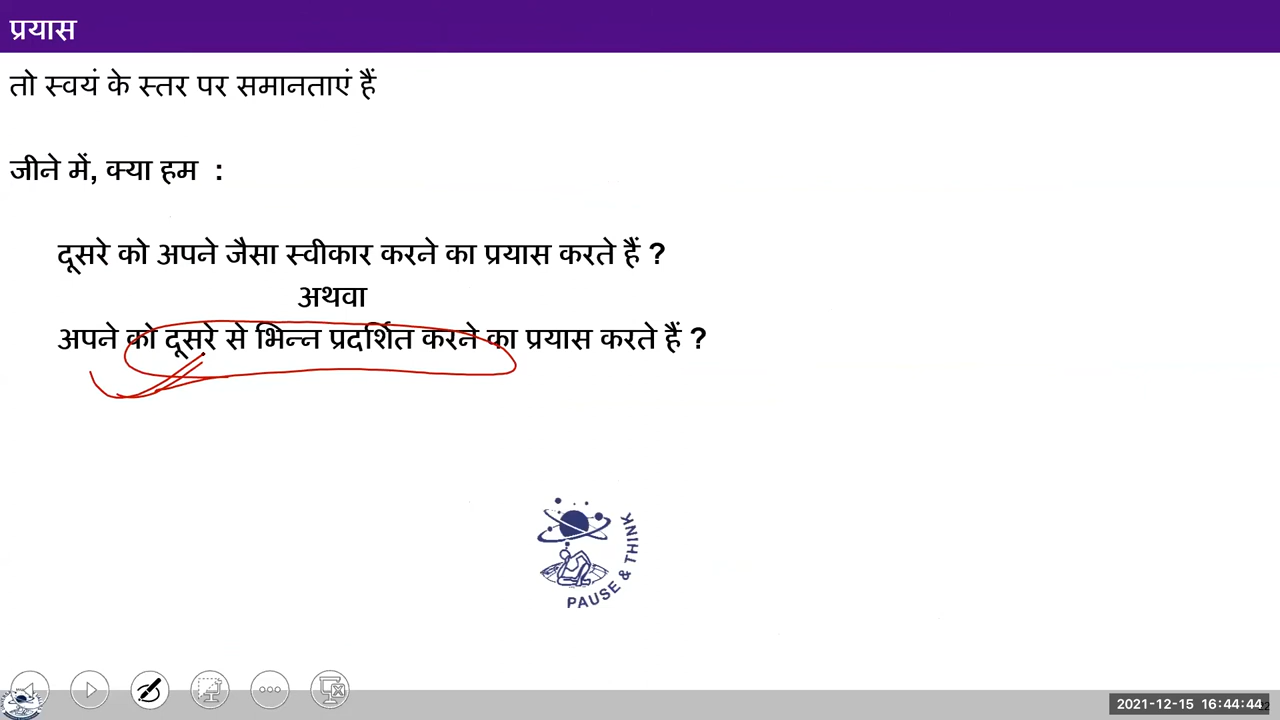 प्रयास
तो स्वयं के स्तर पर समानताएं हैं
जीने में, क्या हम :
दूसरे को अपने जैसा स्वीकार करने का प्रयास करते हैं ?
अथवा
अपने को दूसरे से भिन्न प्रदर्शित करने का प्रयास करते हैं ?
PAUSE & THINK
2021-12-15 16:44:44